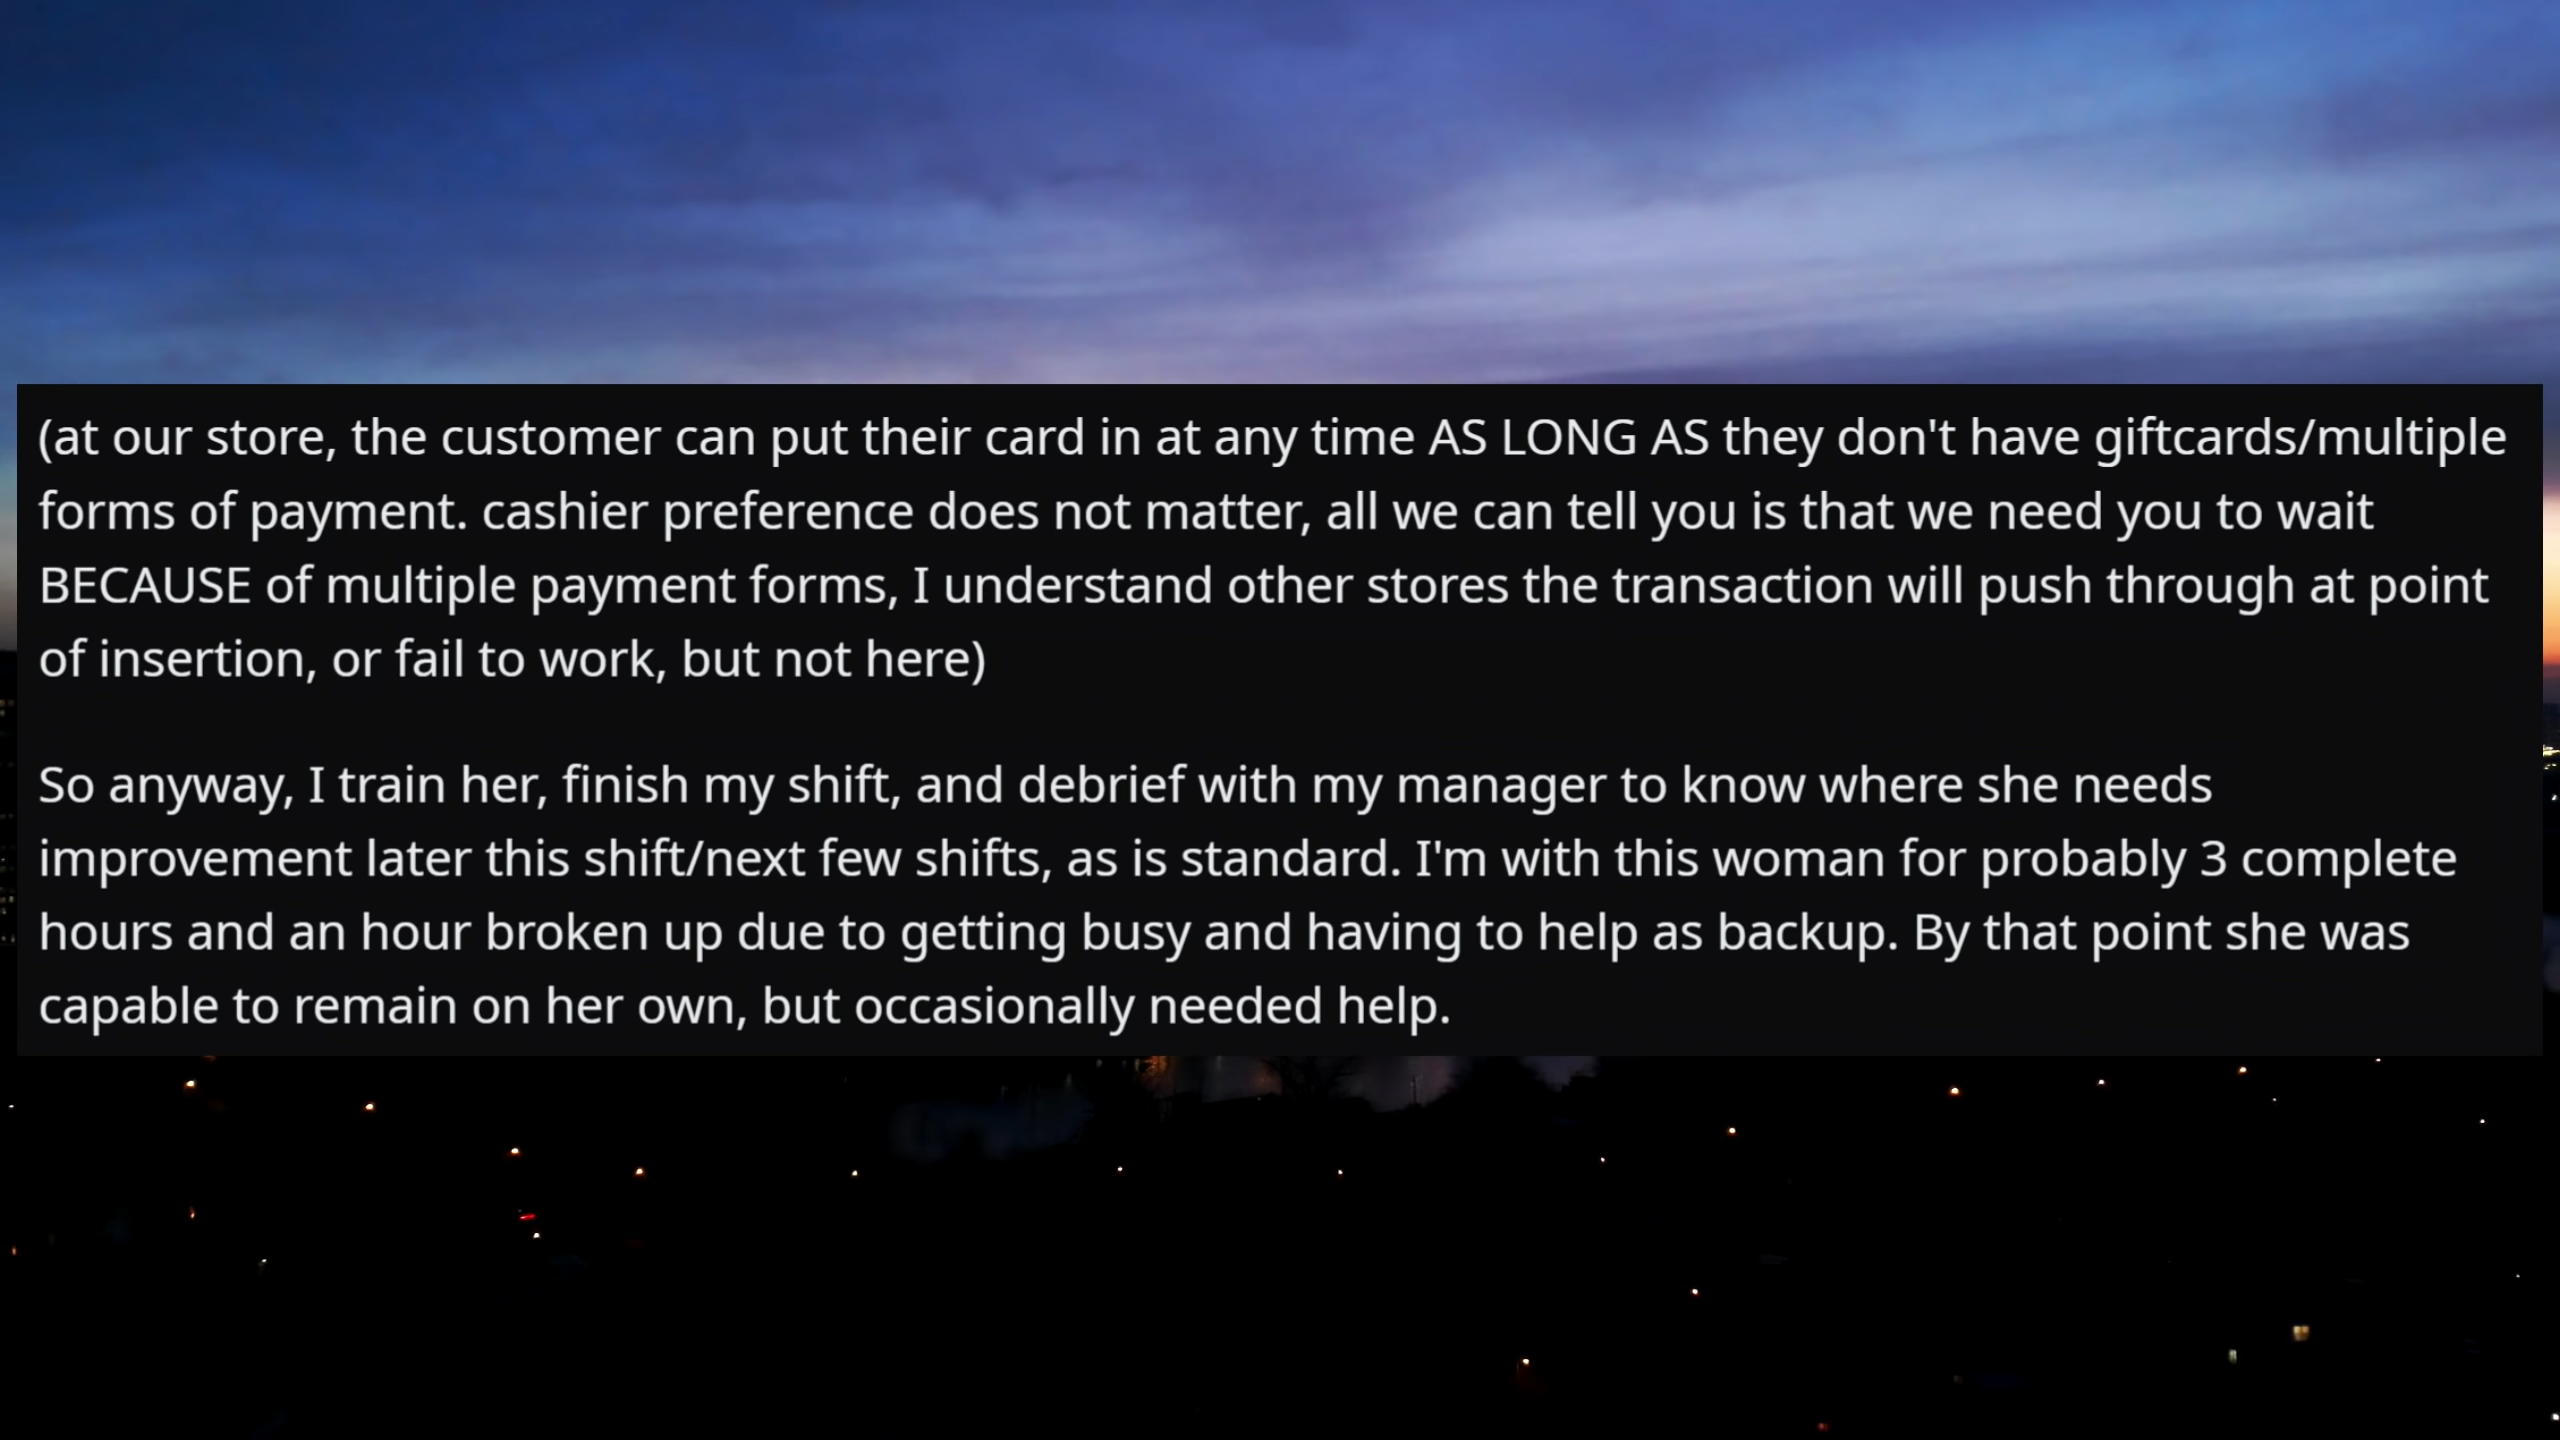 (at our store, the customer can put their card in at any time AS LONG AS they don't have giftcards/multiple
forms of payment. cashier preference does not matter, all we can tell you is that we need you to wait
BECAUSE of multiple payment forms, I understand other stores the transaction will push through at point
of insertion, or fail to work, but not here)
So anyway, I train her, finish my shift, and debrief with my manager to know where she needs
improvement later this shift/next few shifts, as is standard. I'm with this woman for probably 3 complete
hours and an hour broken up due to getting busy and having to help as backup. By that point she was
capable to remain on her own, but occasionally needed help.